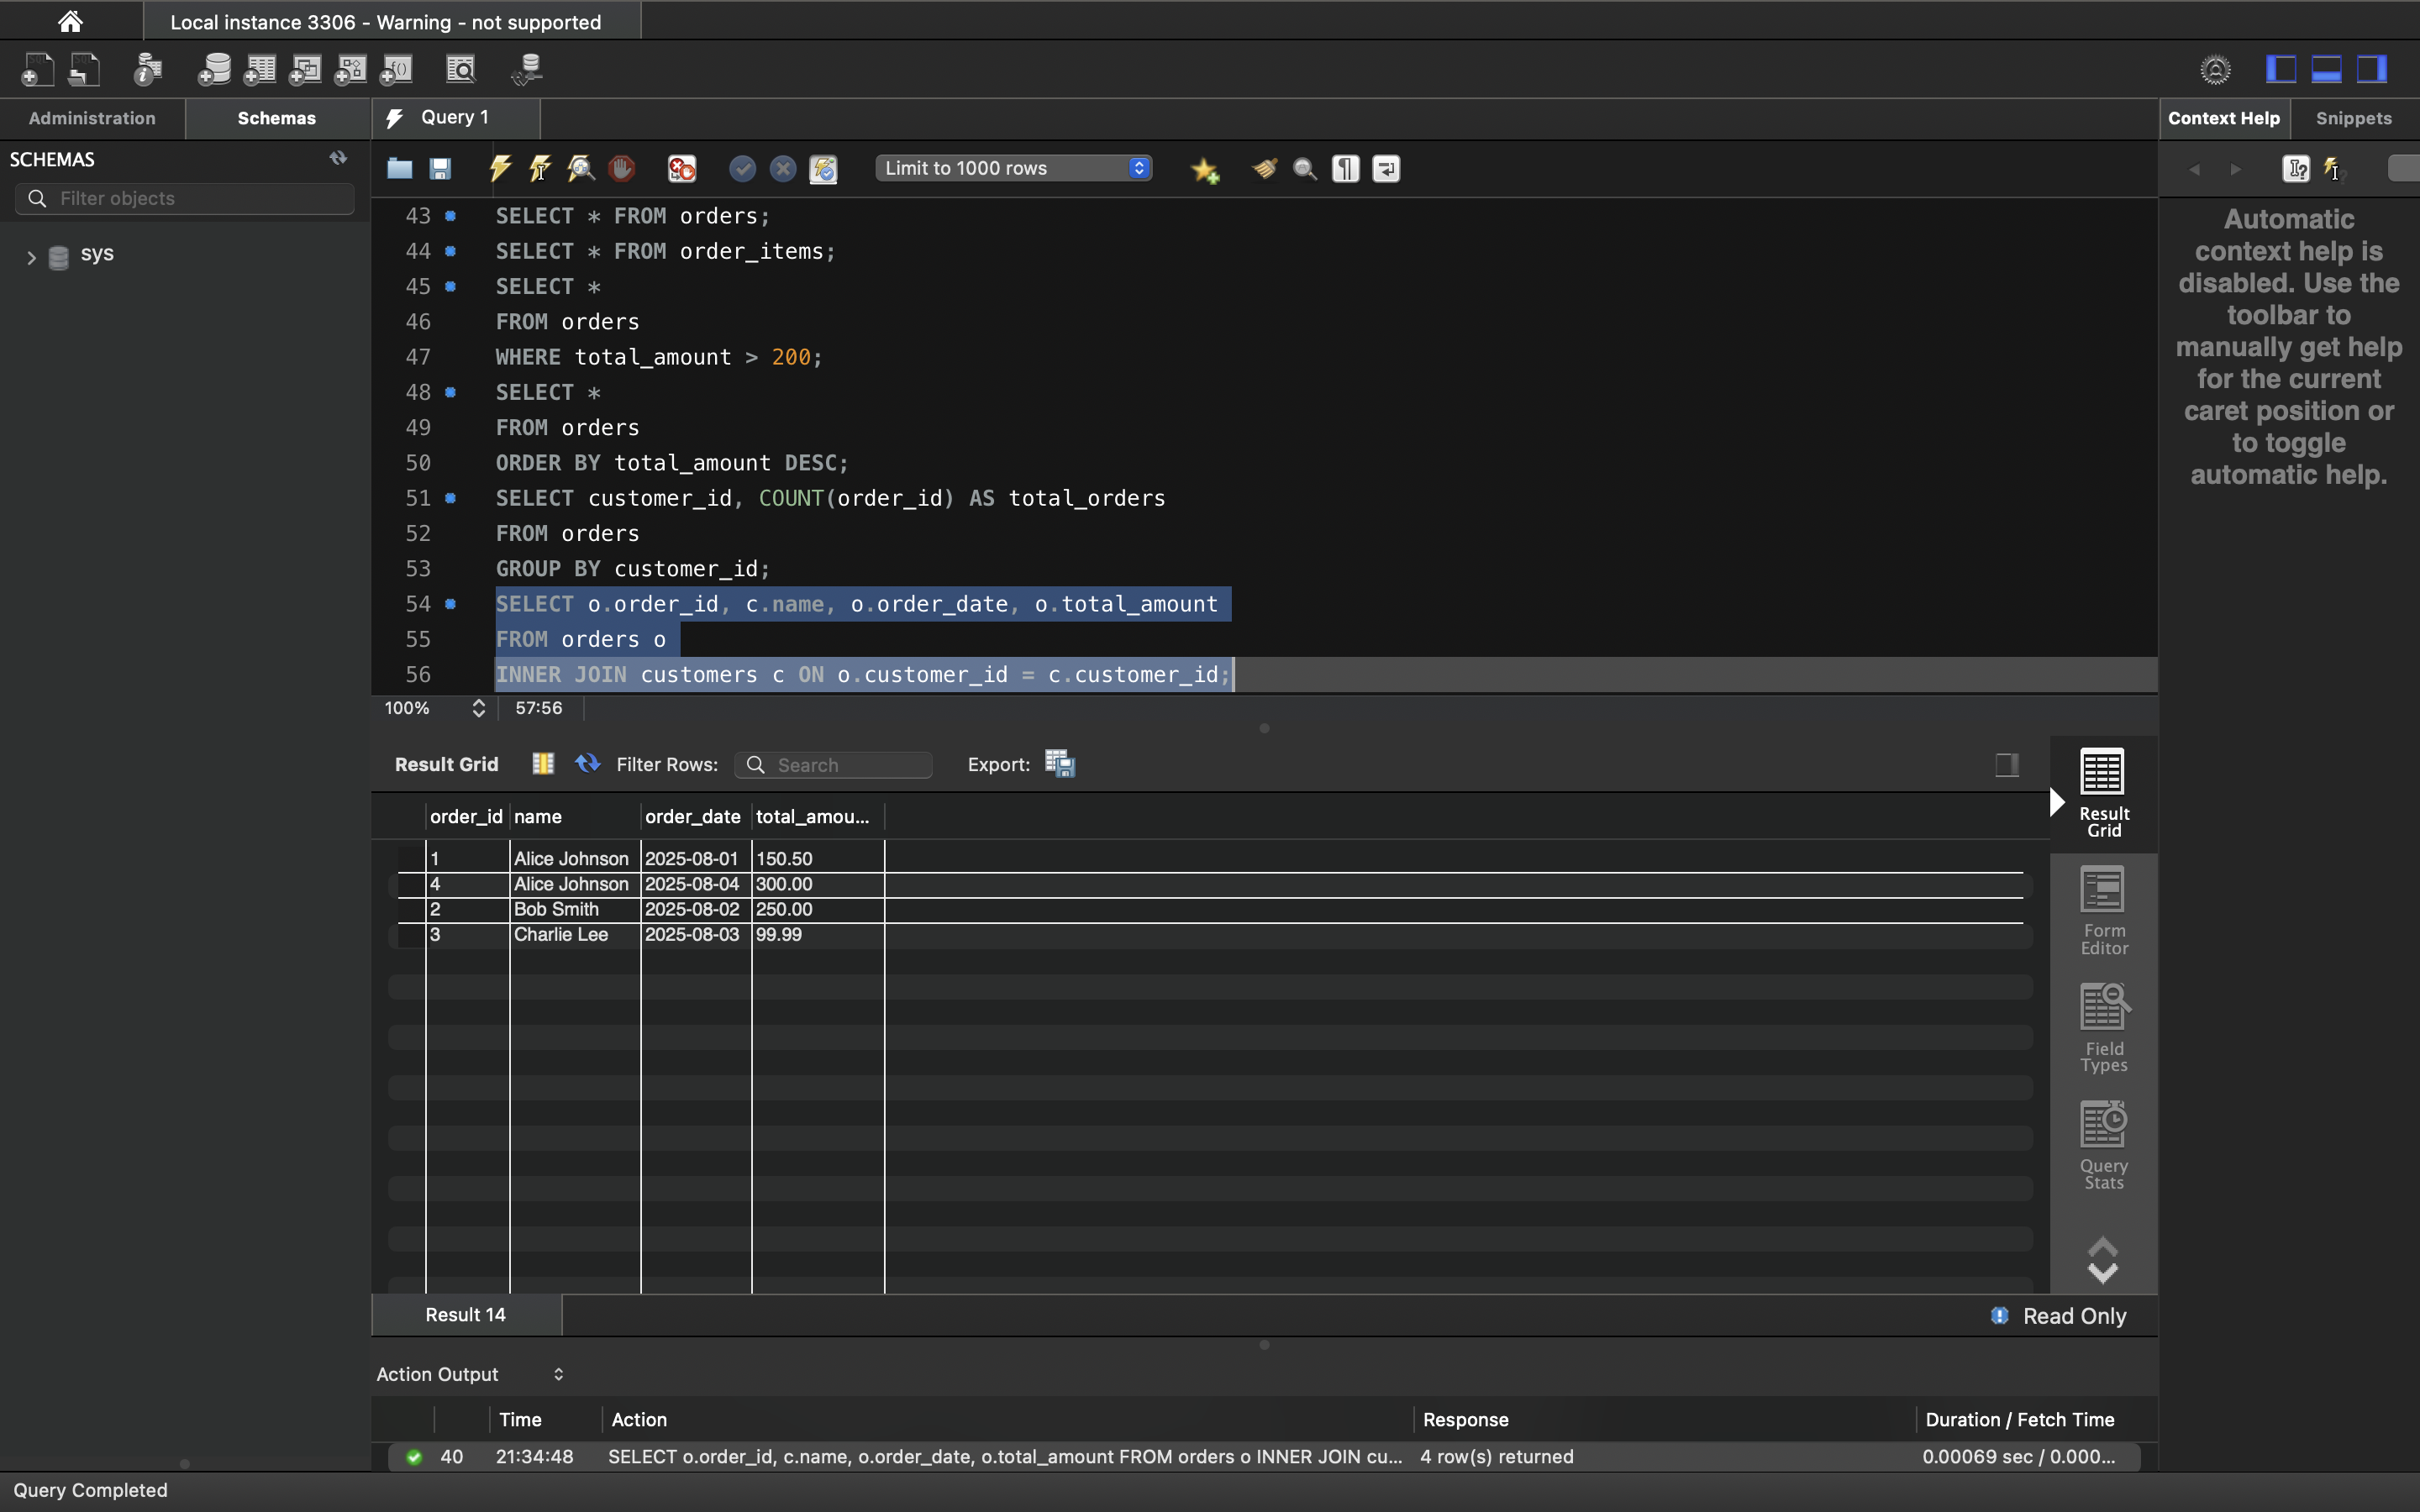 Local instance 3306 - Warning - not supported
Administration
Schemas
Query 1
Context Help
Snippets
SCHEMAS
Filter objects
sys
Limit to 1000 rows
43 SELECT * FROM orders;
44 SELECT * FROM order_items;
45 SELECT *
46 FROM orders
47 WHERE total_amount > 200;
48 SELECT *
49 FROM orders
50 ORDER BY total_amount DESC;
51 SELECT customer_id, COUNT(order_id) AS total_orders
52 FROM orders
53 GROUP BY customer_id;
54 SELECT o.order_id, c.name, o.order_date, o.total_amount
55 FROM orders o
56 INNER JOIN customers c ON o.customer_id = c.customer_id;
Automatic
context help is
disabled. Use the
toolbar to
manually get help
for the current
caret position or
to toggle
automatic help.
100% 57:56
Result Grid Filter Rows: Search Export:
order_id name order_date total_amou...
1 Alice Johnson 2025-08-01 150.50
4 Alice Johnson 2025-08-04 300.00
2 Bob Smith 2025-08-02 250.00
3 Charlie Lee 2025-08-03 99.99
Result
Grid
Form
Editor
Field
Types
Query
Stats
Result 14
Read Only
Action Output
Time Action Response Duration / Fetch Time
40 21:34:48 SELECT o.order_id, c.name, o.order_date, o.total_amount FROM orders o INNER JOIN cu... 4 row(s) returned 0.00069 sec / 0.000...
Query Completed